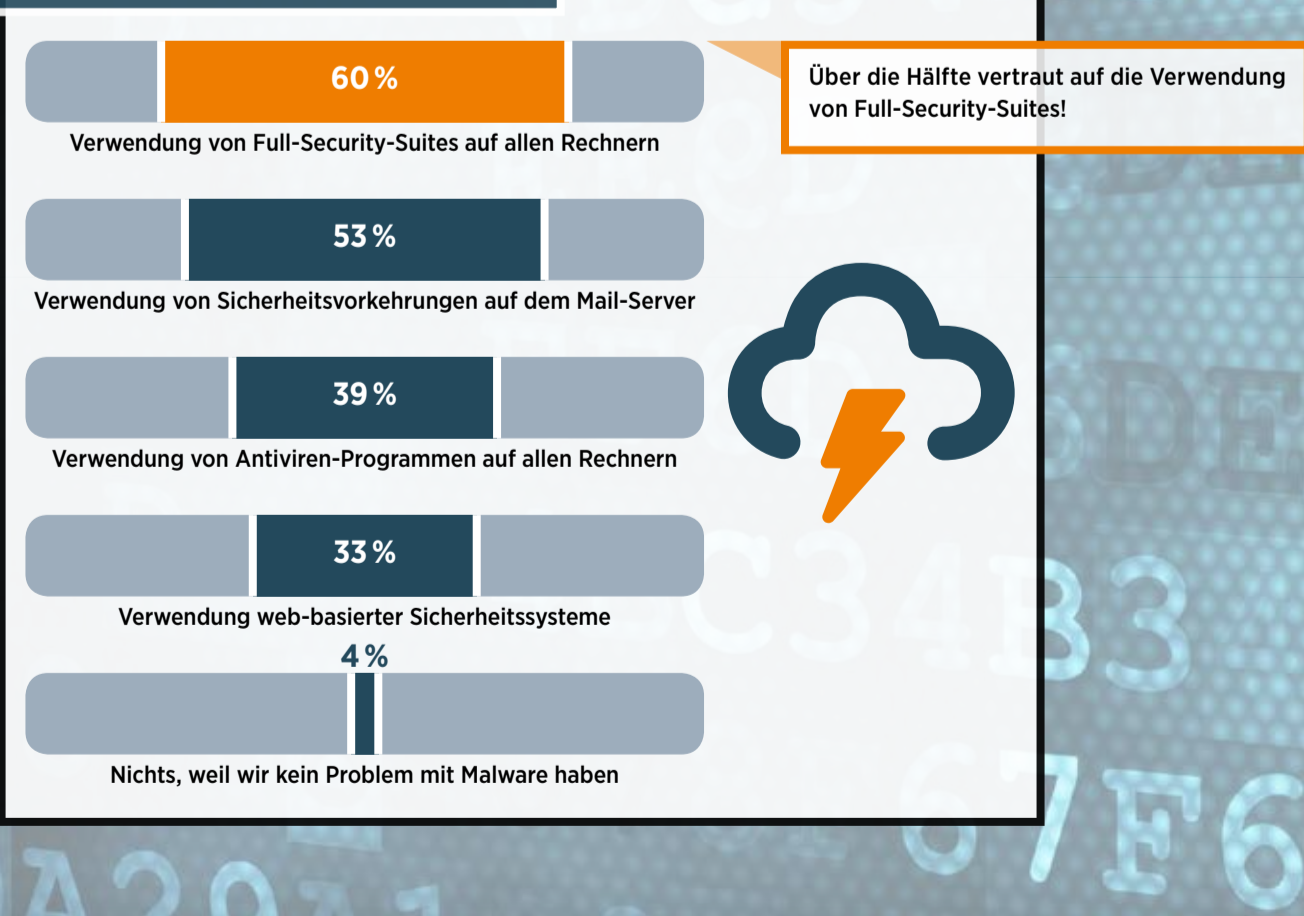 60 %
Über die Hälfte vertraut auf die Verwendung
von Full-Security-Suites!
Verwendung von Full-Security-Suites auf allen Rechnern
53 %
Verwendung von Sicherheitsvorkehrungen auf dem Mail-Server
39 %
Verwendung von Antiviren-Programmen auf allen Rechnern
33 %
Verwendung web-basierter Sicherheitssysteme
4 %
Nichts, weil wir kein Problem mit Malware haben
C34B3
67F6